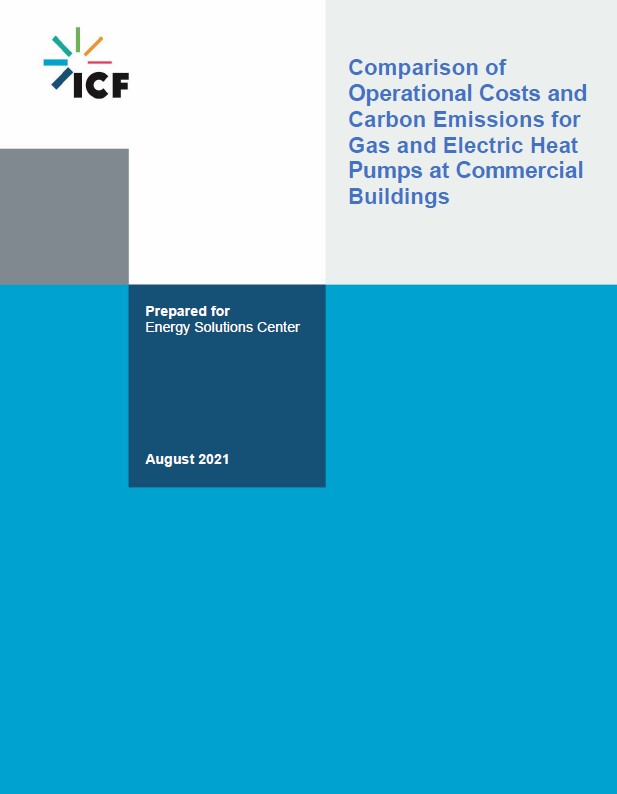 ICF
Comparison of
Operational Costs and
Carbon Emissions for
Gas and Electric Heat
Pumps at Commercial
Buildings
Prepared for
Energy Solutions Center
August 2021